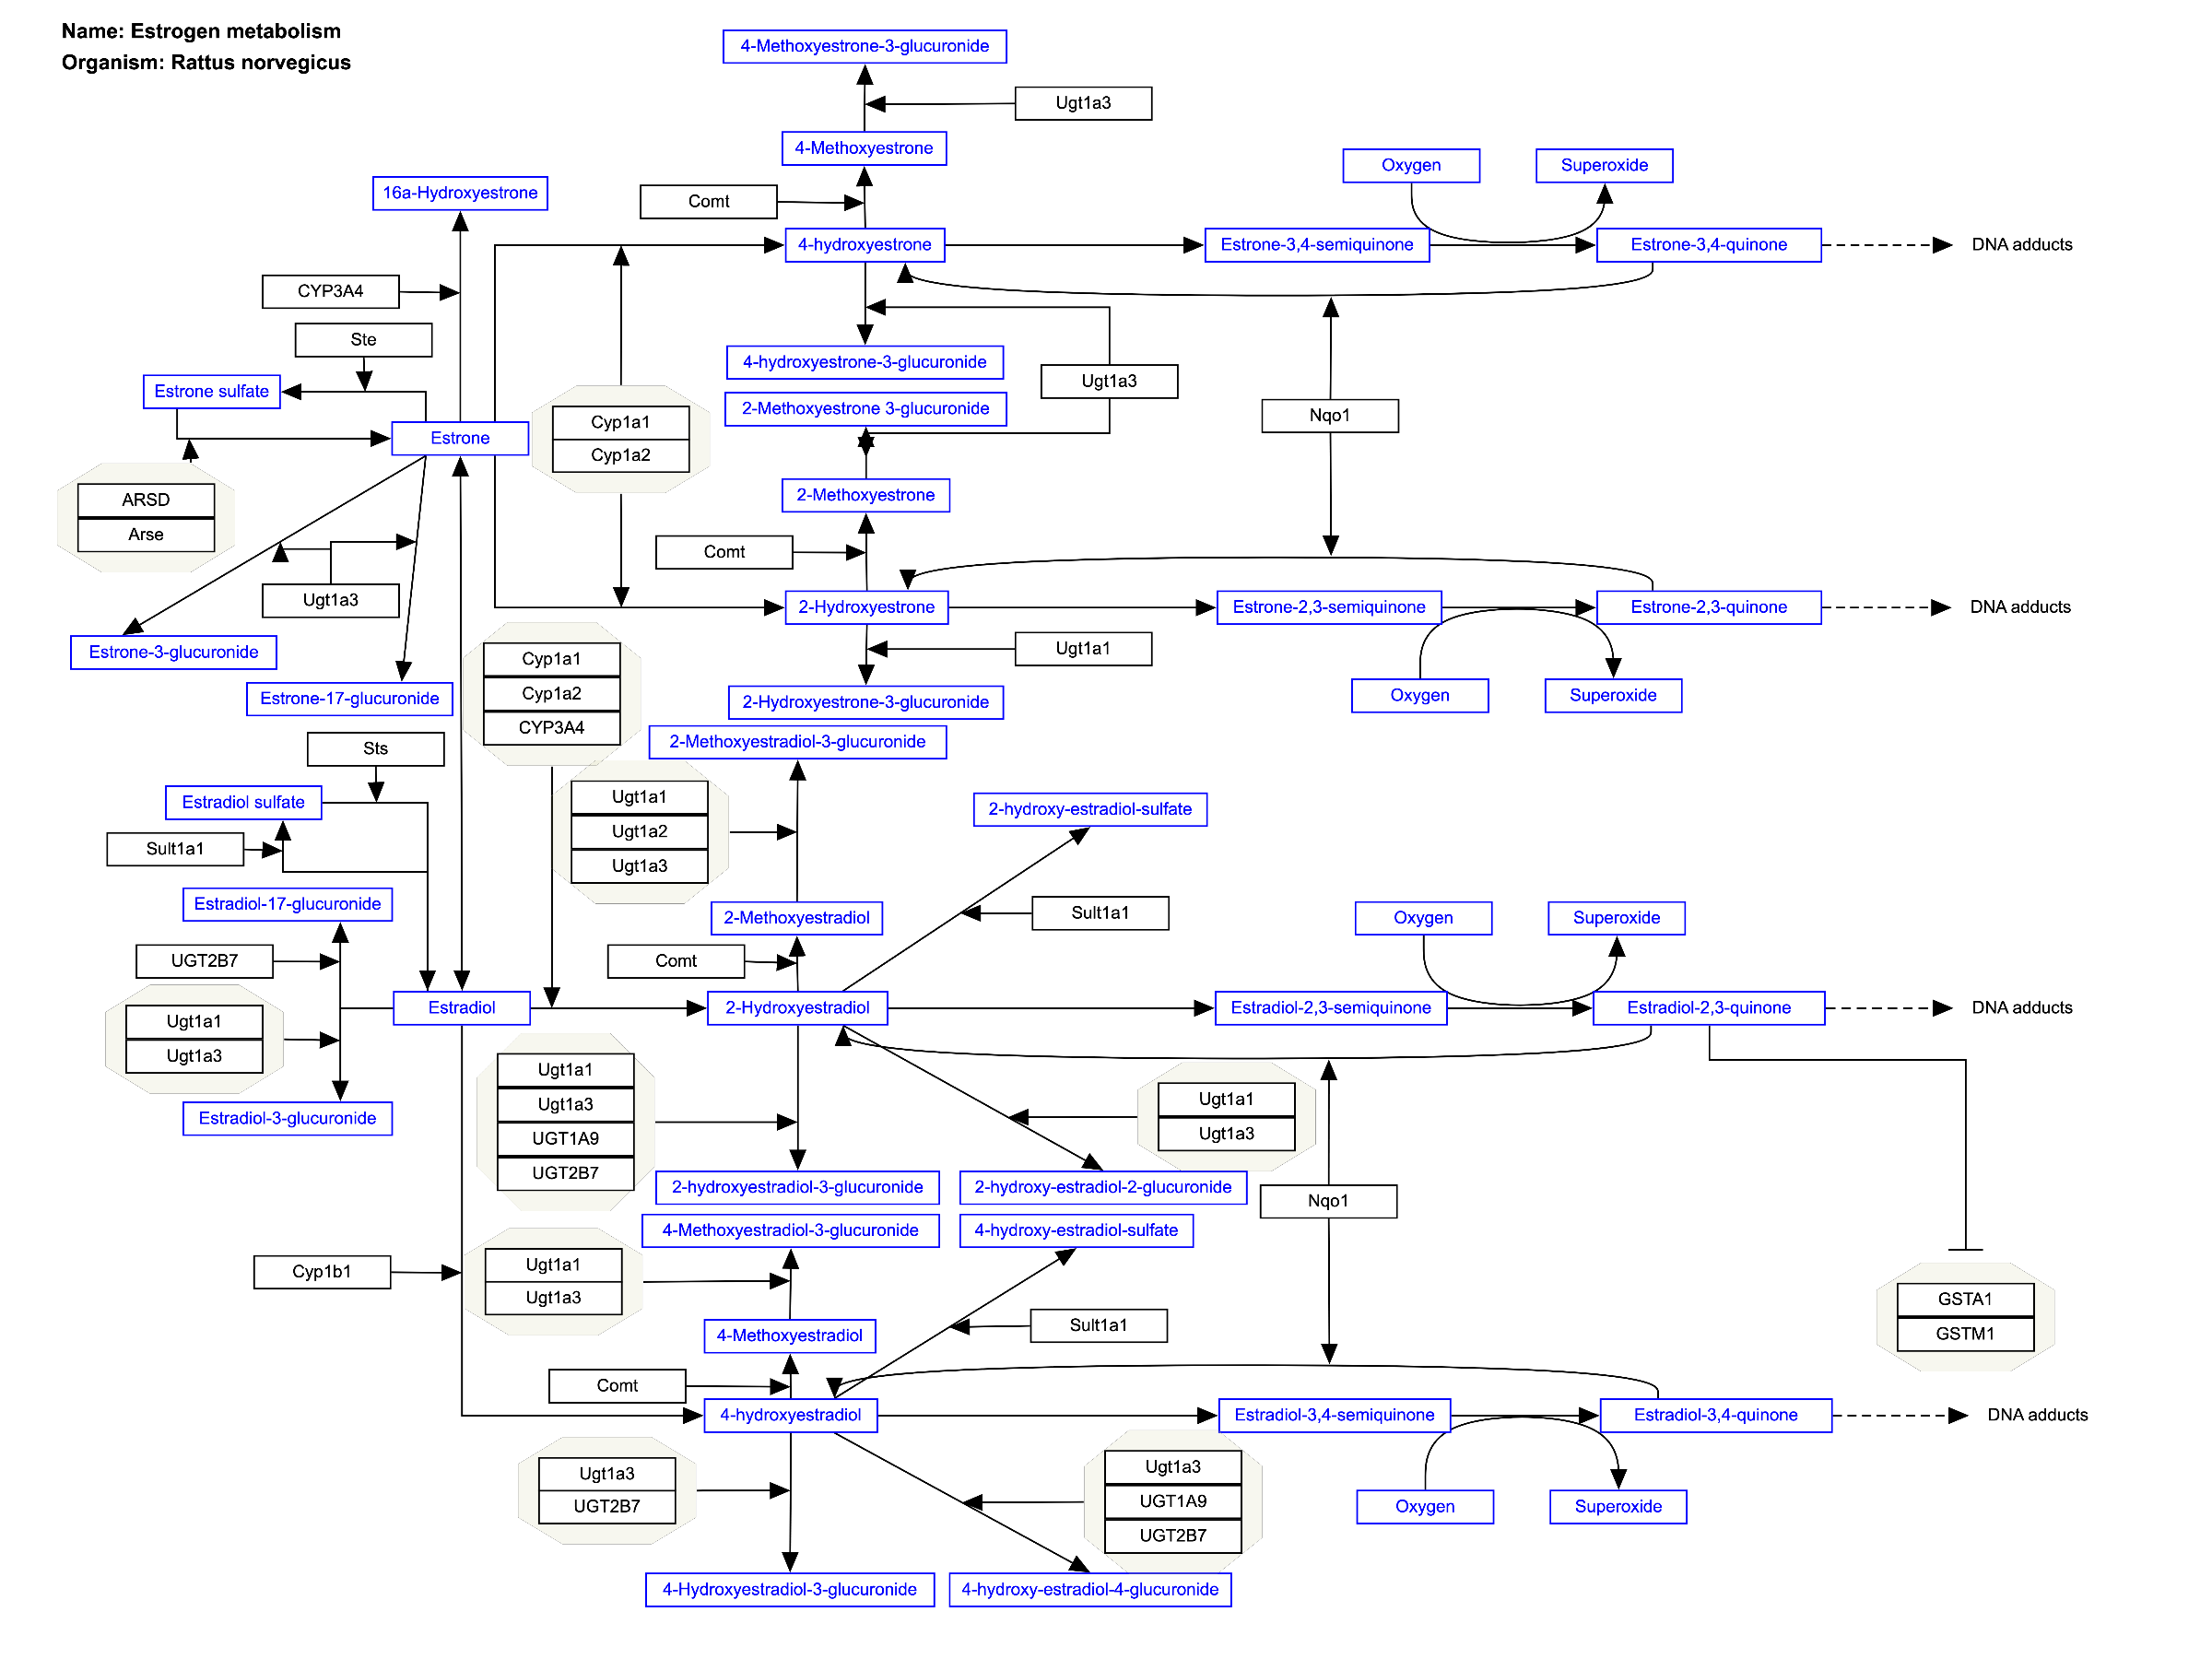 Name: Estrogen metabolism
Organism: Rattus norvegicus
4-Methoxyestrone-3-glucuronide
Ugt1a3
4-Methoxyestrone
Oxygen
Superoxide
16a-Hydroxyestrone
Comt
4-hydroxyestrone
Estrone-3,4-semiquinone
Estrone-3,4-quinone
DNA adducts
CYP3A4
Ste
4-hydroxyestrone-3-glucuronide
Ugt1a3
Estrone sulfate
2-Methoxyestrone 3-glucuronide
Nqo1
Cyp1a1
Estrone
Cyp1a2
ARSD
2-Methoxyestrone
Arse
Comt
Ugt1a3
2-Hydroxyestrone
Estrone-2,3-semiquinone
Estrone-2,3-quinone
DNA adducts
Estrone-3-glucuronide
Cyp1a1
Ugt1a1
Cyp1a2
Estrone-17-glucuronide
2-Hydroxyestrone-3-glucuronide
Oxygen
Superoxide
CYP3A4
2-Methoxyestradiol-3-glucuronide
Sts
Ugt1a1
Estradiol sulfate
2-hydroxy-estradiol-sulfate
Ugt1a2
Sult1a1
Ugt1a3
Estradiol-17-glucuronide
2-Methoxyestradiol
Sult1a1
Oxygen
Superoxide
UGT2B7
Comt
Estradiol
2-Hydroxyestradiol
Estradiol-2,3-semiquinone
Estradiol-2,3-quinone
DNA adducts
Ugt1a1
Ugt1a3
Ugt1a1
Ugt1a3
UGT1A9
UGT2B7
Ugt1a1
Ugt1a3
Estradiol-3-glucuronide
2-hydroxyestradiol-3-glucuronide
2-hydroxy-estradiol-2-glucuronide
Nqo1
4-Methoxyestradiol-3-glucuronide
4-hydroxy-estradiol-sulfate
Cyp1b1
Ugt1a1
Ugt1a3
GSTA1
GSTM1
4-Methoxyestradiol
Sult1a1
Comt
4-hydroxyestradiol
Estradiol-3,4-semiquinone
Estradiol-3,4-quinone
DNA adducts
Ugt1a3
UGT2B7
Ugt1a3
UGT1A9
UGT2B7
Oxygen
Superoxide
4-Hydroxyestradiol-3-glucuronide
4-hydroxy-estradiol-4-glucuronide